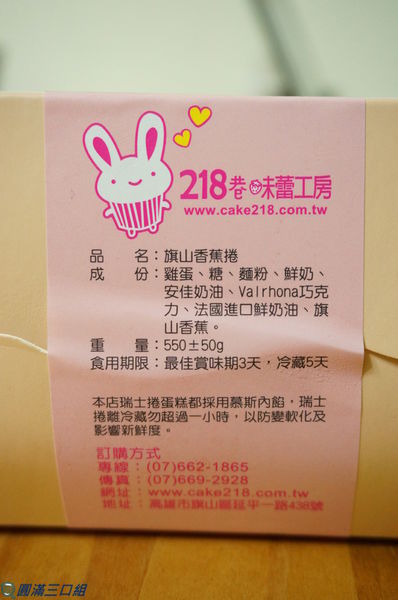 218巷味蕾工房
www.cake218.com.tw
品　　名：旗山香蕉捲
成　　份：雞蛋、糖、麵粉、鮮奶、
安佳奶油、Valrhona巧克
力、法國進口鮮奶油、旗
山香蕉。
重　　量：550±50g
食用期限：最佳賞味期3天，冷藏5天
本店瑞士捲蛋糕都採用慕斯內餡，瑞士
捲離冷藏勿超過一小時，以防變軟化及
影響新鮮度。
訂購方式
專線：(07)662-1865
傳真：(07)669-2928
網址：www.cake218.com.tw
地址：高雄市旗山區延平一路438號
圓滿三口組